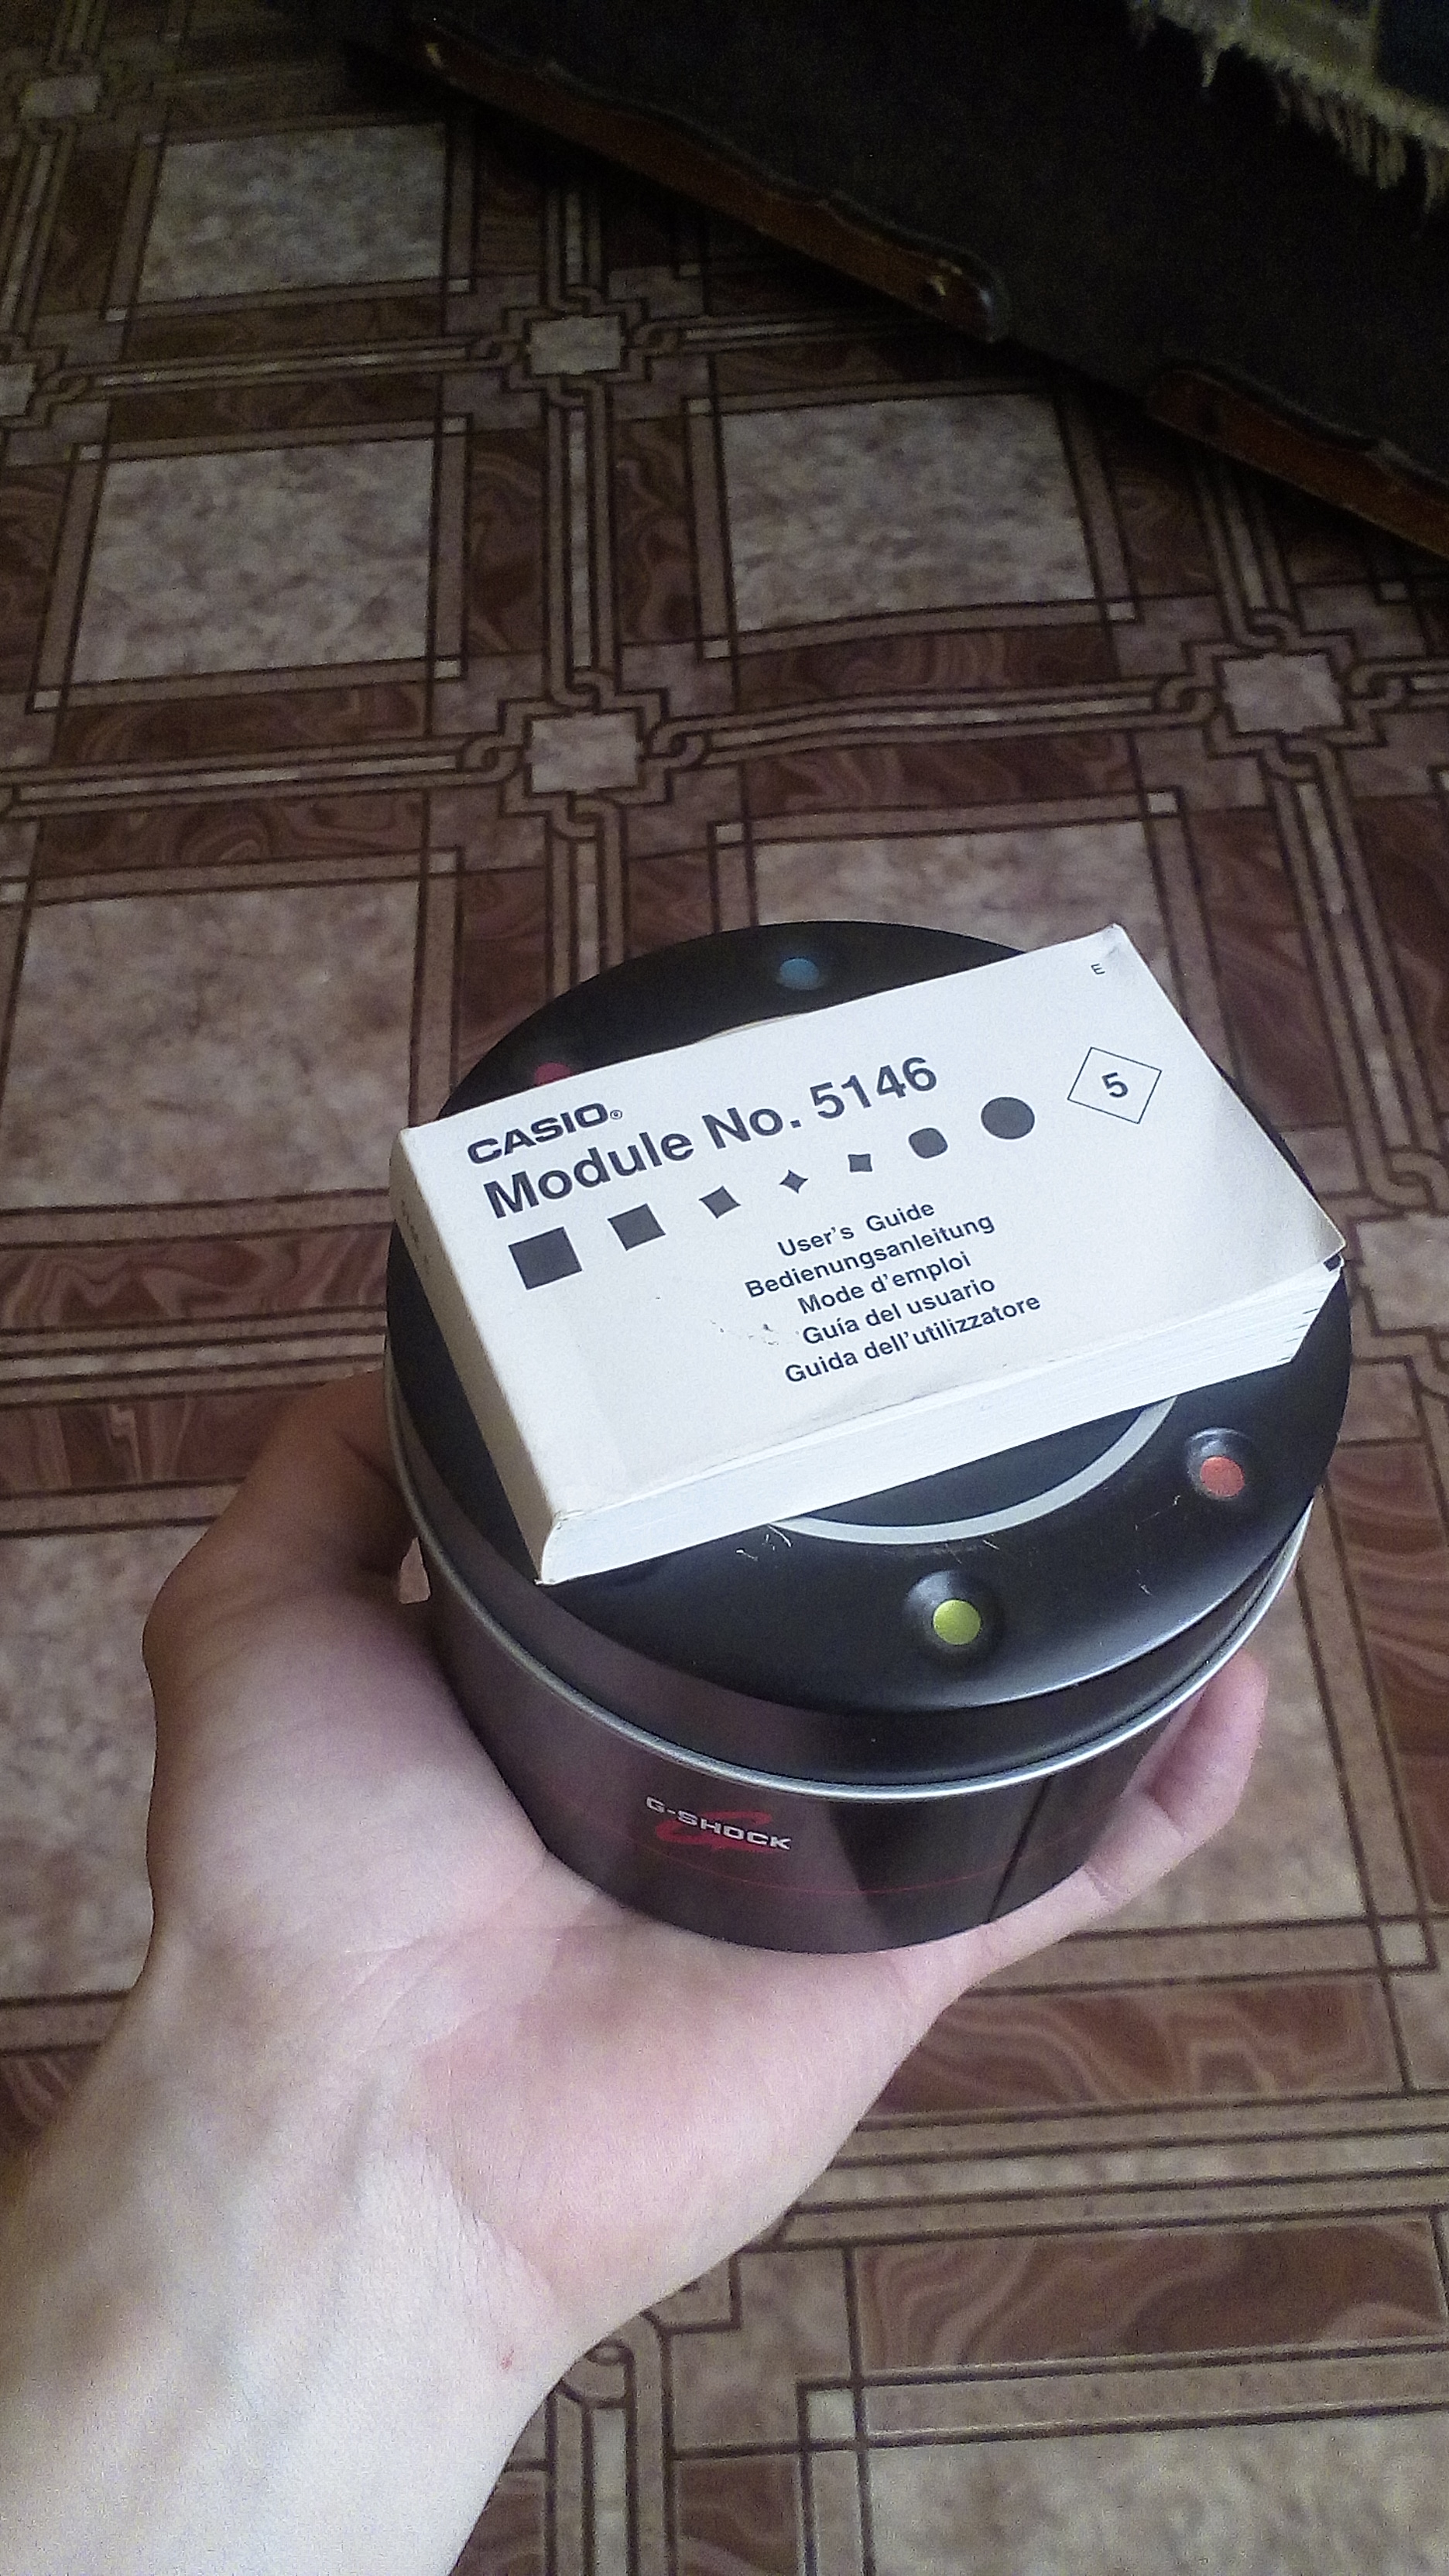 E
CASIO®
Module No. 5146
5
User's Guide
Bedienungsanleitung
Mode d'emploi
Guía del usuario
Guida dell'utilizzatore
G-SHOCK